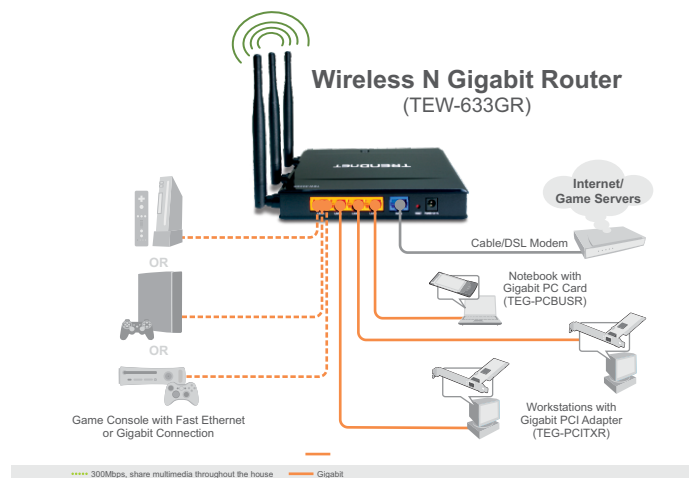 Wireless N Gigabit Router
(TEW-633GR)
TRENDnet
Internet/
Game Servers
Cable/DSL Modem
OR
Notebook with
Gigabit PC Card
(TEG-PCBUSR)
OR
Game Console with Fast Ethernet
or Gigabit Connection
Workstations with
Gigabit PCI Adapter
(TEG-PCITXR)
300Mbps, share multimedia throughout the house
Gigabit